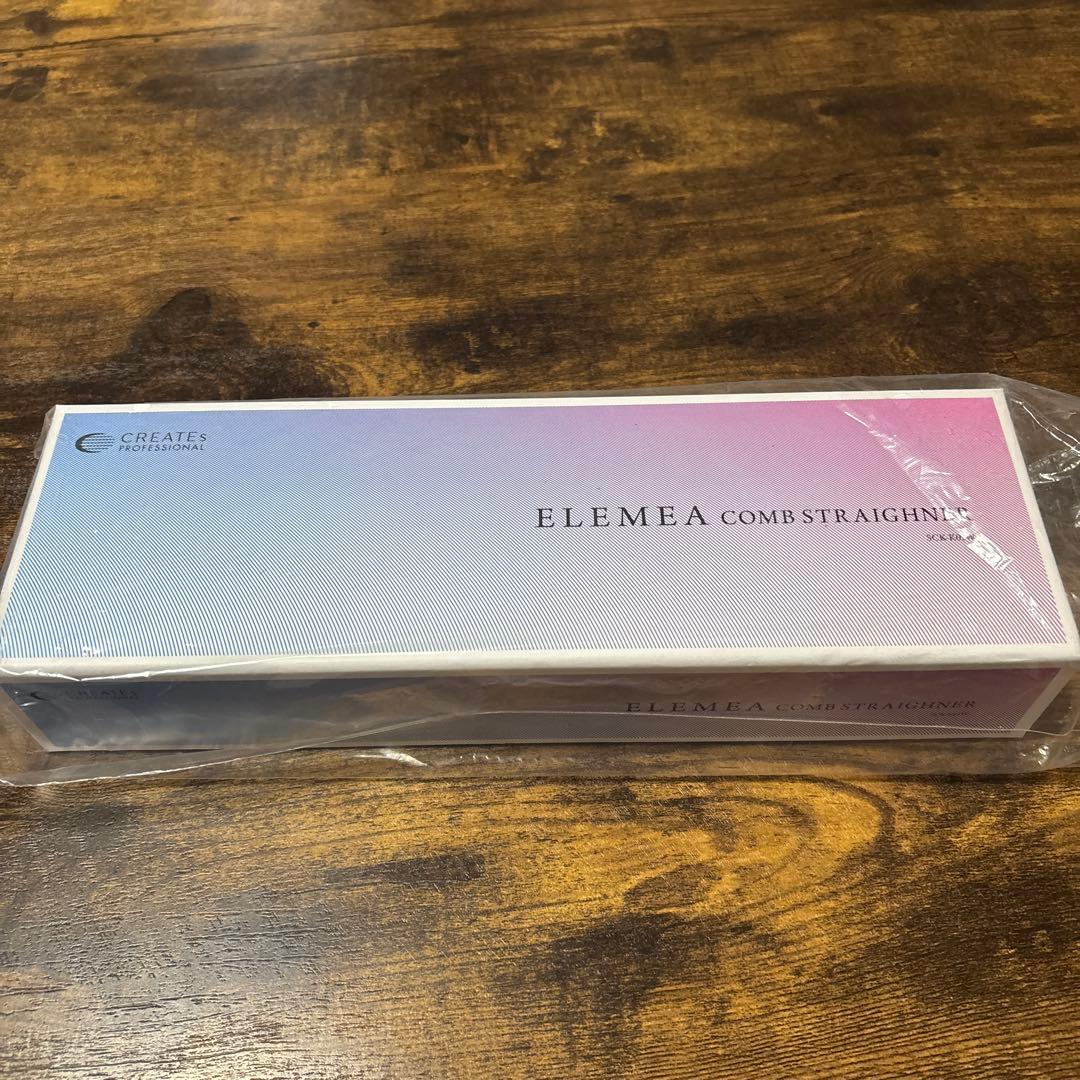 CREATEs
PROFESSIONAL
ELEMEA COMB STRAIGHNER
CREATEs
ELEMEA COMB STRAIGHNER